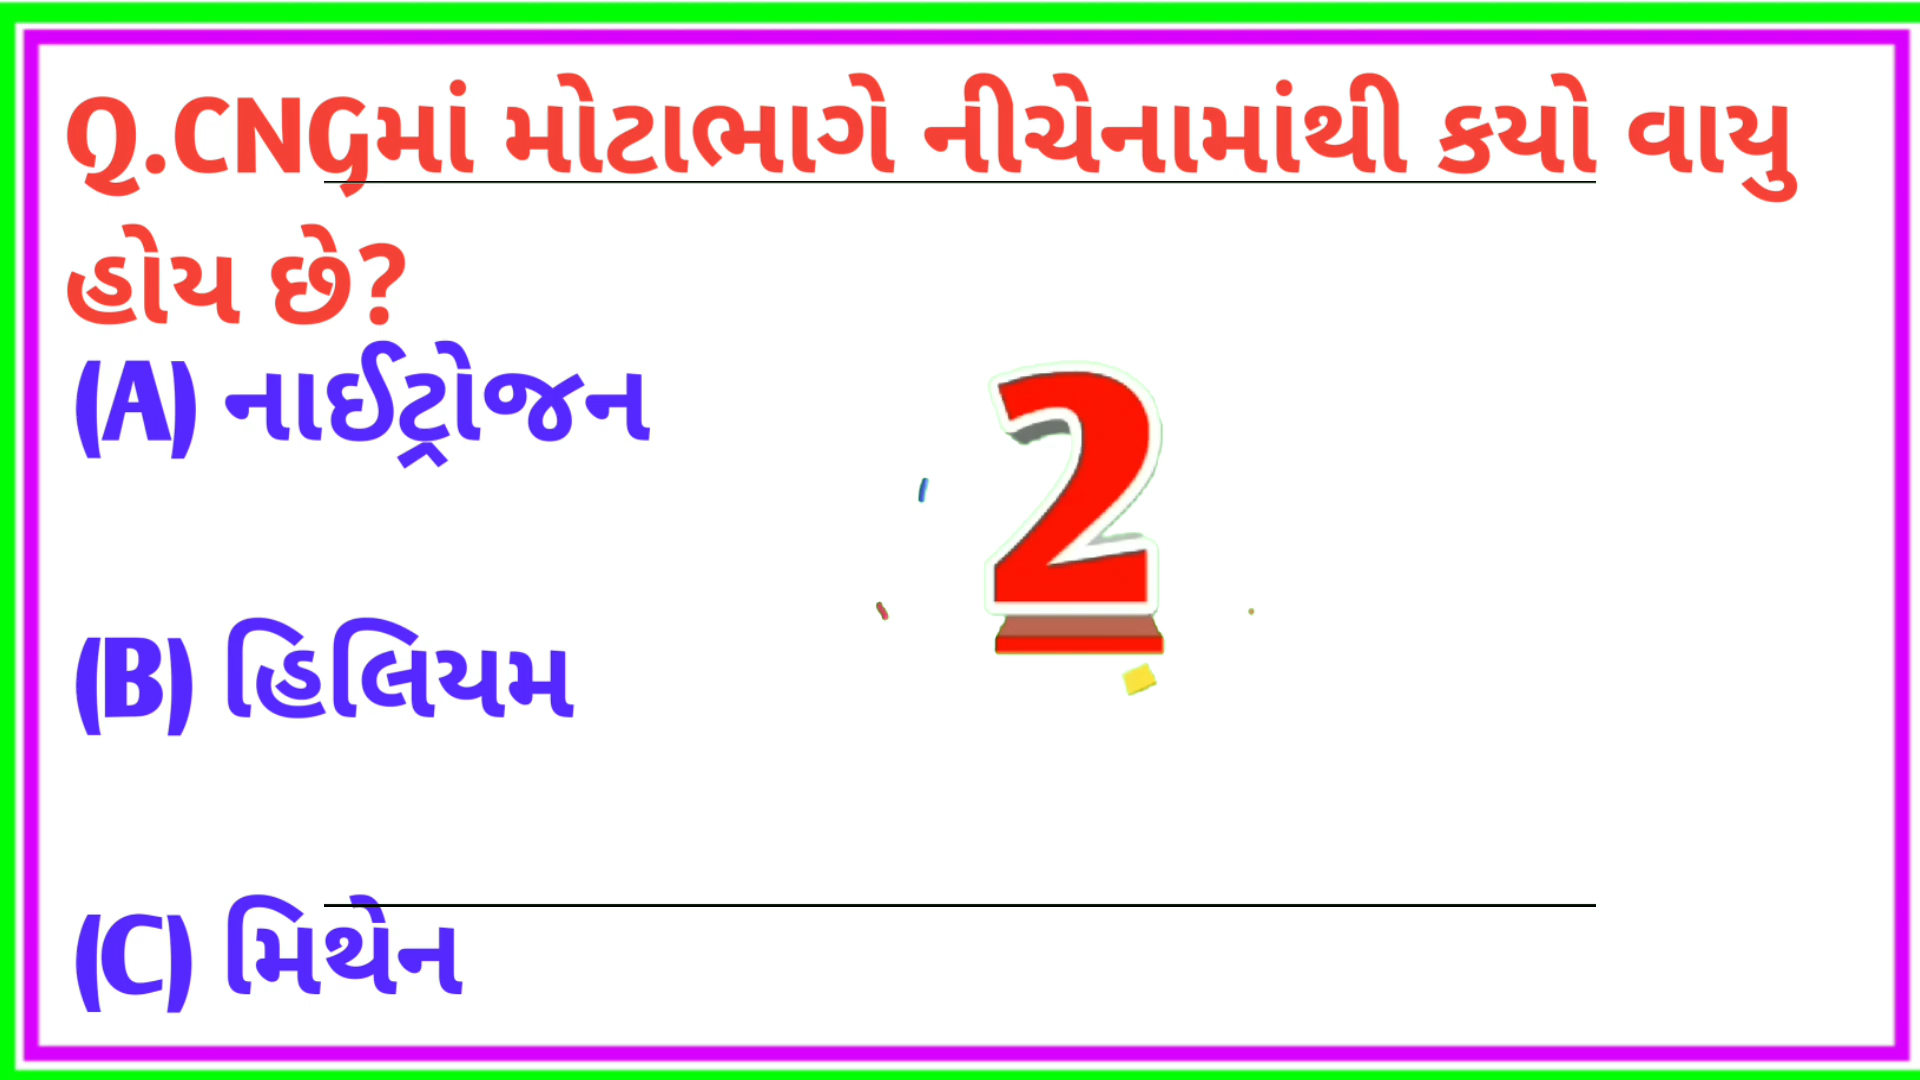 Q.CNGમાં મોટાભાગે નીચેનામાંથી કયો વાયુ
હોય છે?
(A) નાઈટ્રોજન
2
(B) હિલિયમ
(C) મિથેન